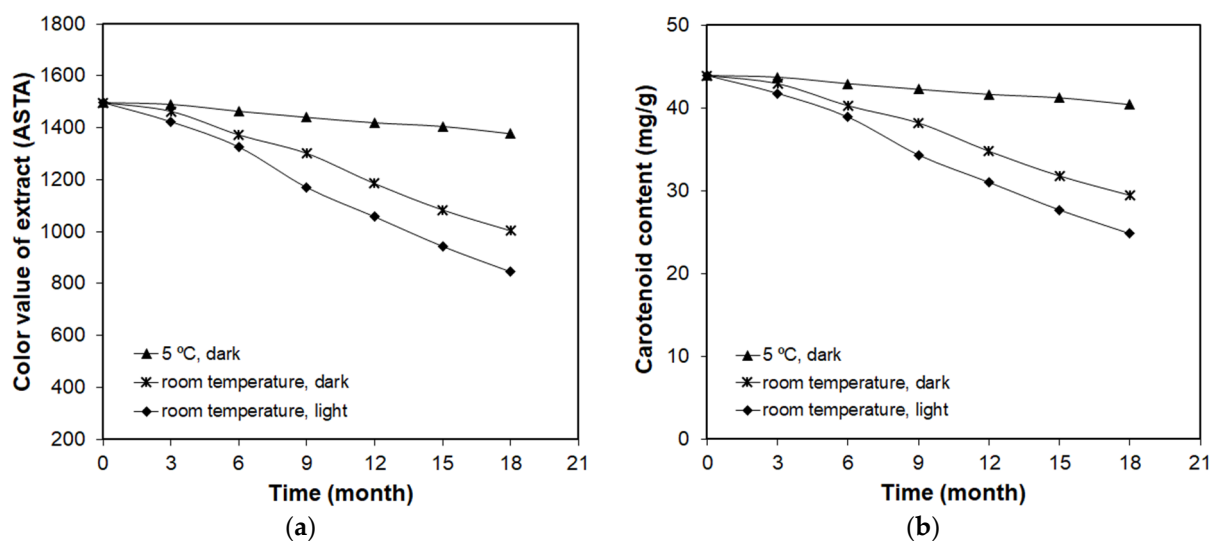 1800
1600
1400
1200
1000
800
600
400
200
Color value of extract (ASTA)
5 ºC, dark
room temperature, dark
room temperature, light
0 3 6 9 12 15 18 21
Time (month)
(a)
50
40
30
20
10
0
Carotenoid content (mg/g)
5 ºC, dark
room temperature, dark
room temperature, light
0 3 6 9 12 15 18 21
Time (month)
(b)